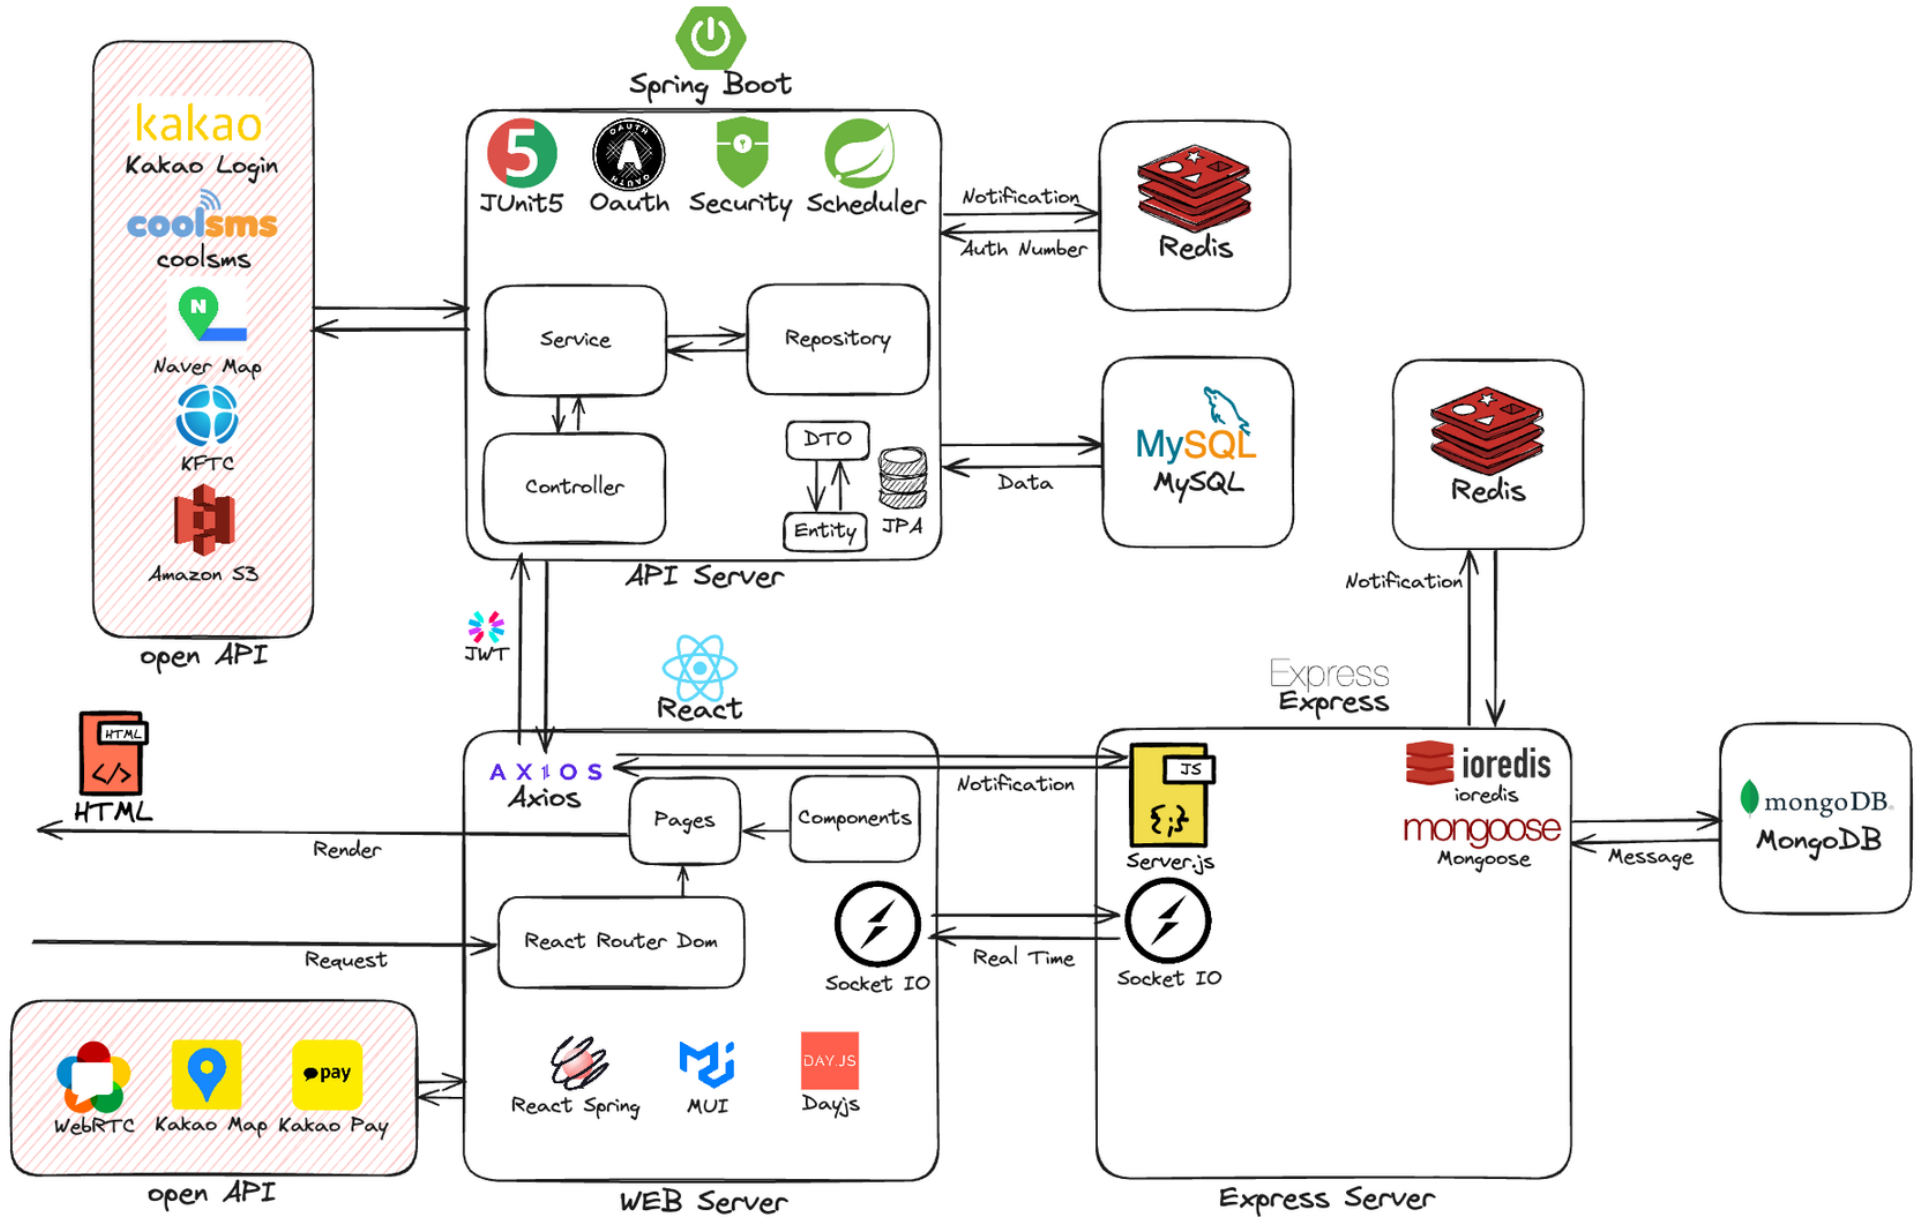 Spring Boot
kakao
Kakao Login
coolsms
coolsms
N
Naver Map
KFTC
Amazon S3
open API
5
JUnit5
OAUTH
A
OAUTH
Oauth
Security
Scheduler
Service
Repository
Controller
DTO
Entity
JPA
API Server
Notification
Auth Number
Redis
Data
MySQL
MySQL
Redis
Notification
JWT
React
Express
Express
HTML
</>
HTML
Render
Request
AXIOS
Axios
Pages
Components
React Router Dom
Socket IO
React Spring
MUI
DAY.JS
Dayjs
WEB Server
Notification
Real Time
JS
{;}
Server.js
Socket IO
ioredis
ioredis
mongoose
Mongoose
Express Server
Message
mongoDB.
MongoDB
WebRTC
Kakao Map
pay
Kakao Pay
open API